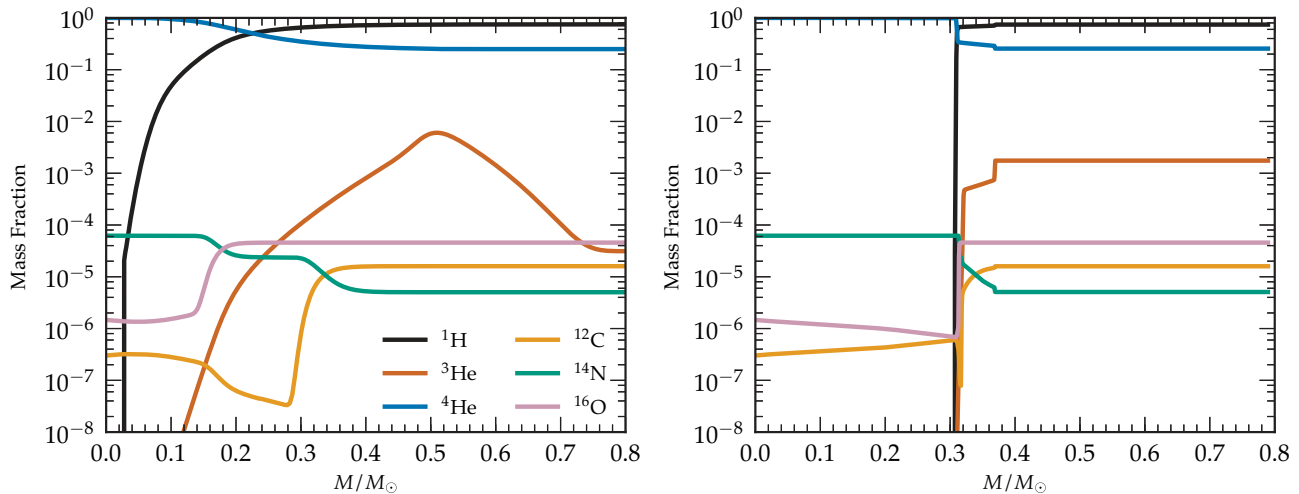 10⁰
10⁻¹
10⁻²
10⁻³
10⁻⁴
10⁻⁵
10⁻⁶
10⁻⁷
10⁻⁸
Mass Fraction
0.0 0.1 0.2 0.3 0.4 0.5 0.6 0.7 0.8
M/M☉
¹H ¹²C
³He ¹⁴N
⁴He ¹⁶O
10⁰
10⁻¹
10⁻²
10⁻³
10⁻⁴
10⁻⁵
10⁻⁶
10⁻⁷
10⁻⁸
Mass Fraction
0.0 0.1 0.2 0.3 0.4 0.5 0.6 0.7 0.8
M/M☉